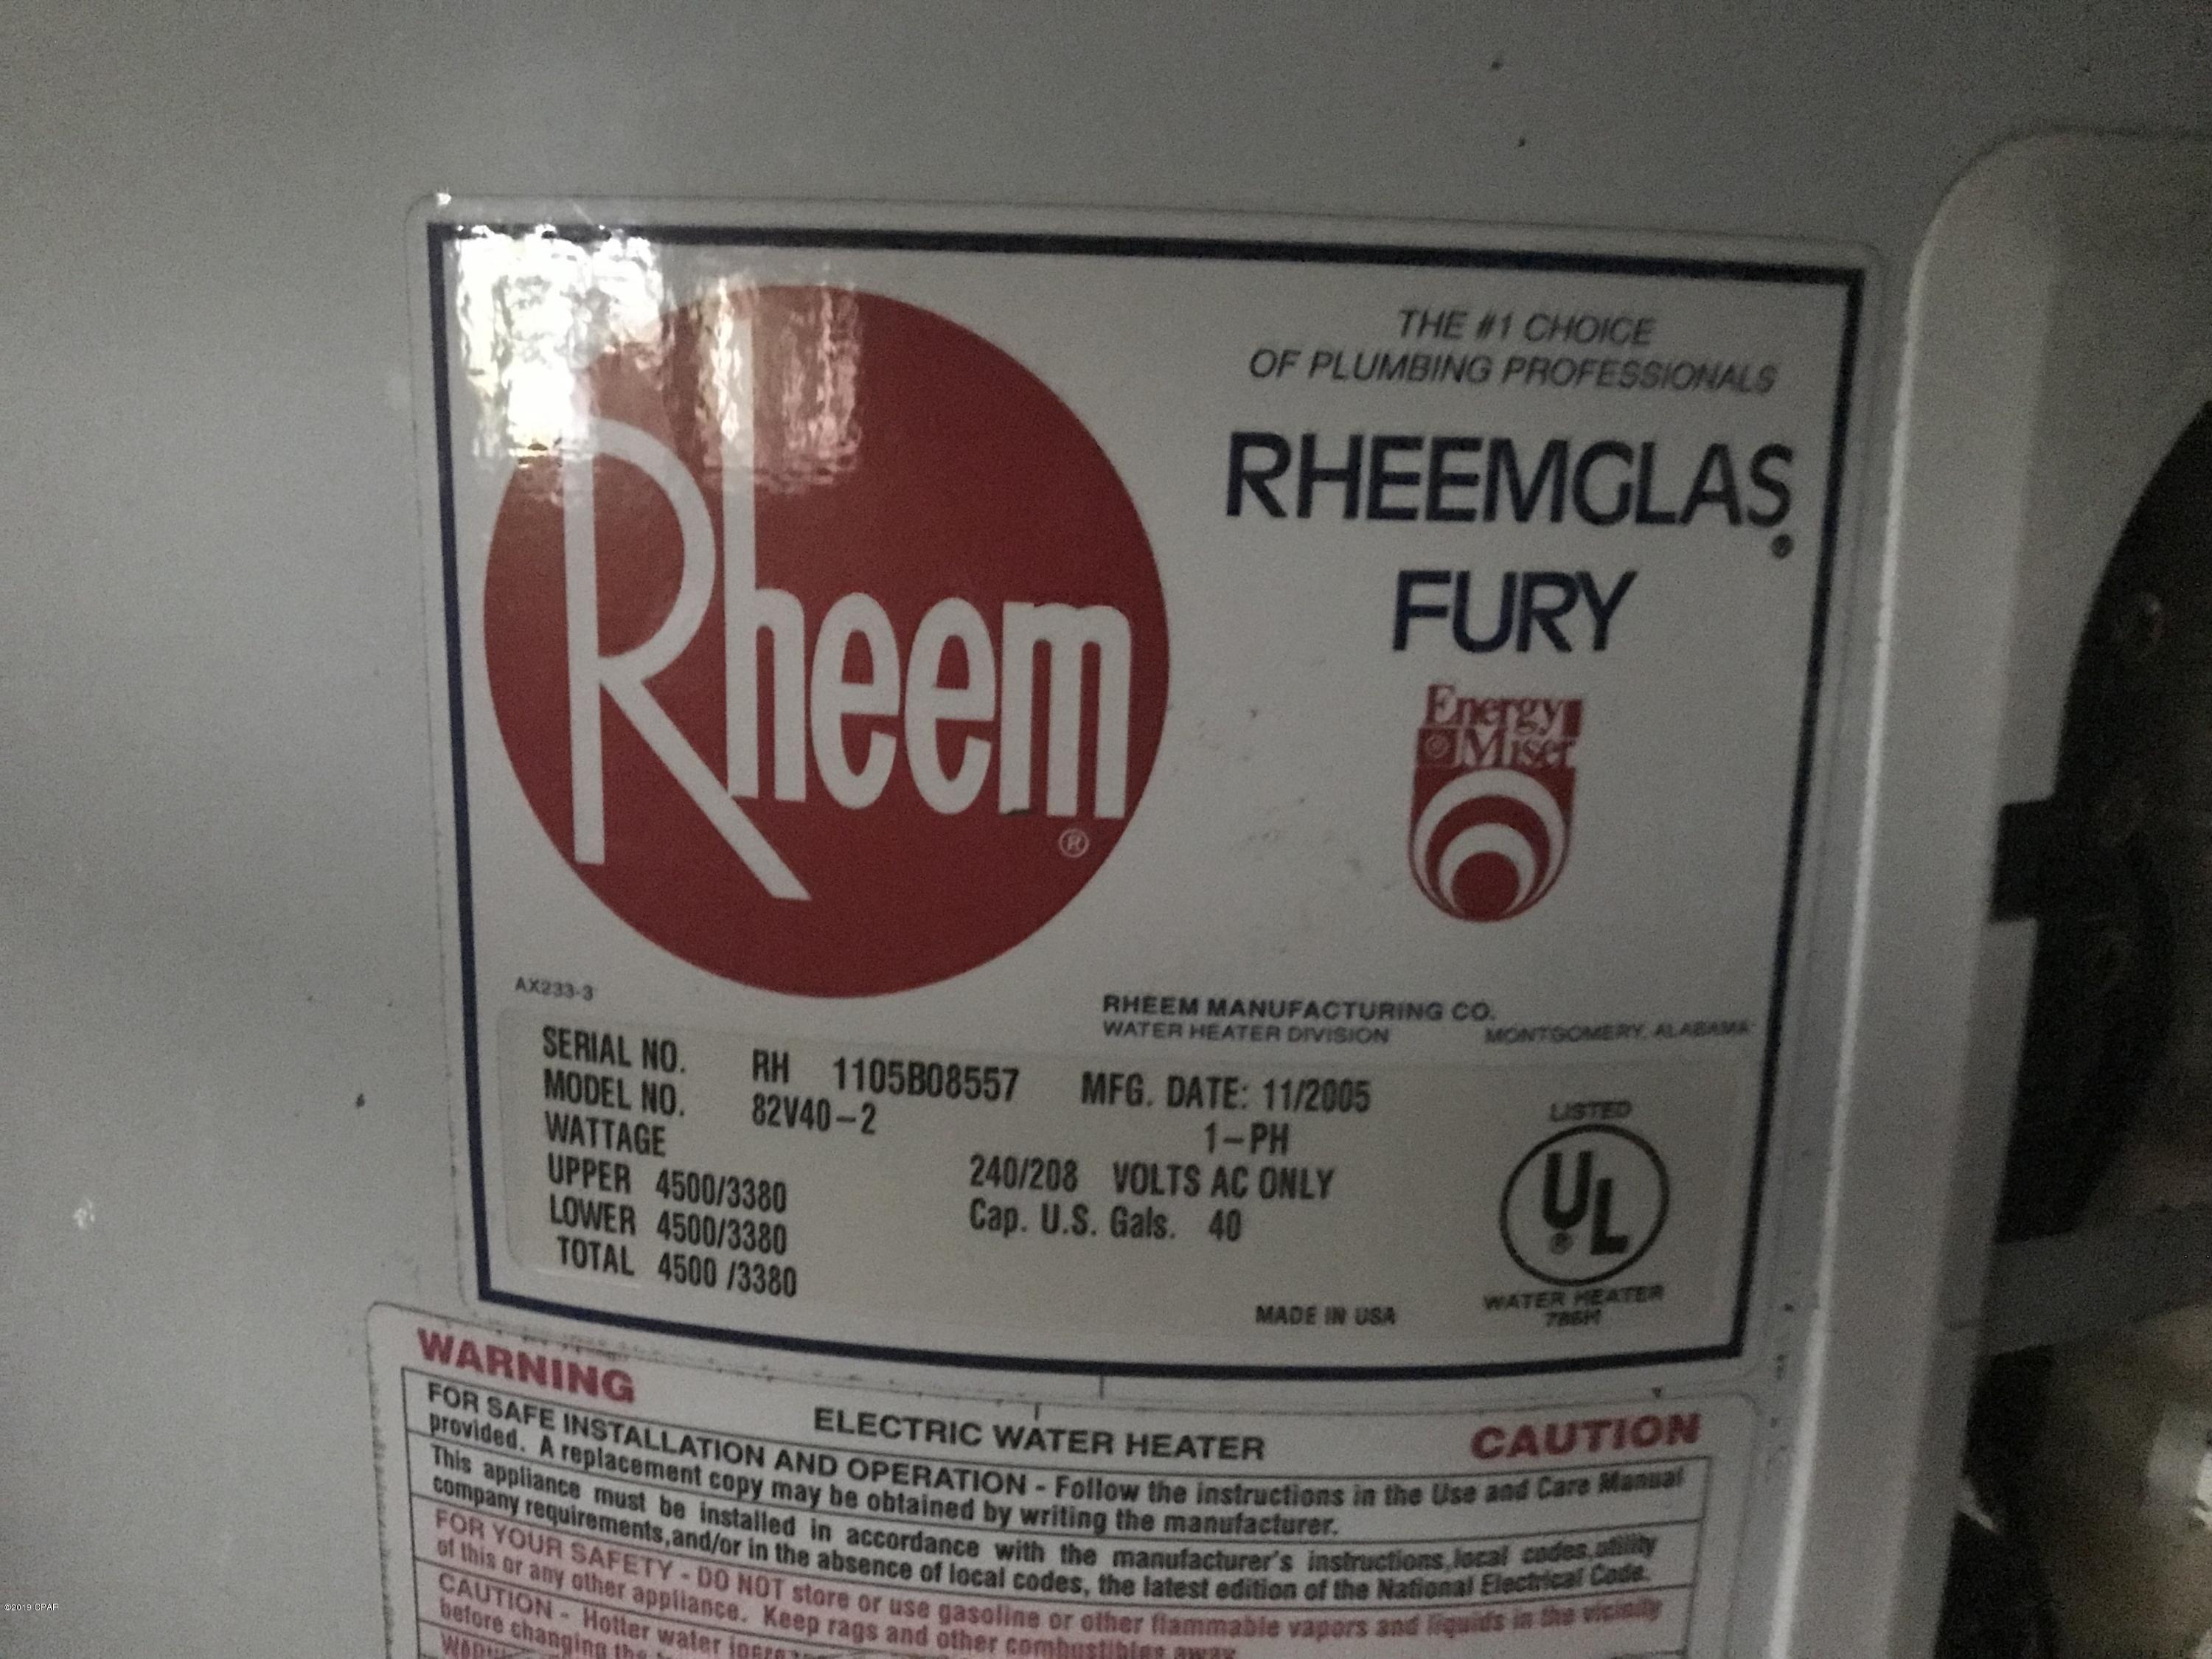 THE #1 CHOICE
OF PLUMBING PROFESSIONALS
RHEEMGLAS®
FURY
Energy
Miser
Rheem®
AX233-3
RHEEM MANUFACTURING CO.
WATER HEATER DIVISION MONTGOMERY, ALABAMA
SERIAL NO. RH 1105B08557 MFG. DATE: 11/2005
MODEL NO. 82V40-2 1-PH
WATTAGE
UPPER 4500/3380 240/208 VOLTS AC ONLY
LOWER 4500/3380 Cap. U.S. Gals. 40
TOTAL 4500 /3380
MADE IN USA
LISTED
UL®
WATER HEATER
WARNING
ELECTRIC WATER HEATER
CAUTION
FOR SAFE INSTALLATION AND OPERATION - Follow the instructions in the Use and Care Manual
provided. A replacement copy may be obtained by writing the manufacturer.
This appliance must be installed in accordance with the manufacturer's instructions,local codes,utility
company requirements,and/or in the absence of local codes, the latest edition of the National Electrical Code.
FOR YOUR SAFETY - DO NOT store or use gasoline or other flammable vapors and liquids in the vicinity
of this or any other appliance. Keep rags and other combustibles away.
CAUTION - Hotter water
before changing the
©2019 CPAR